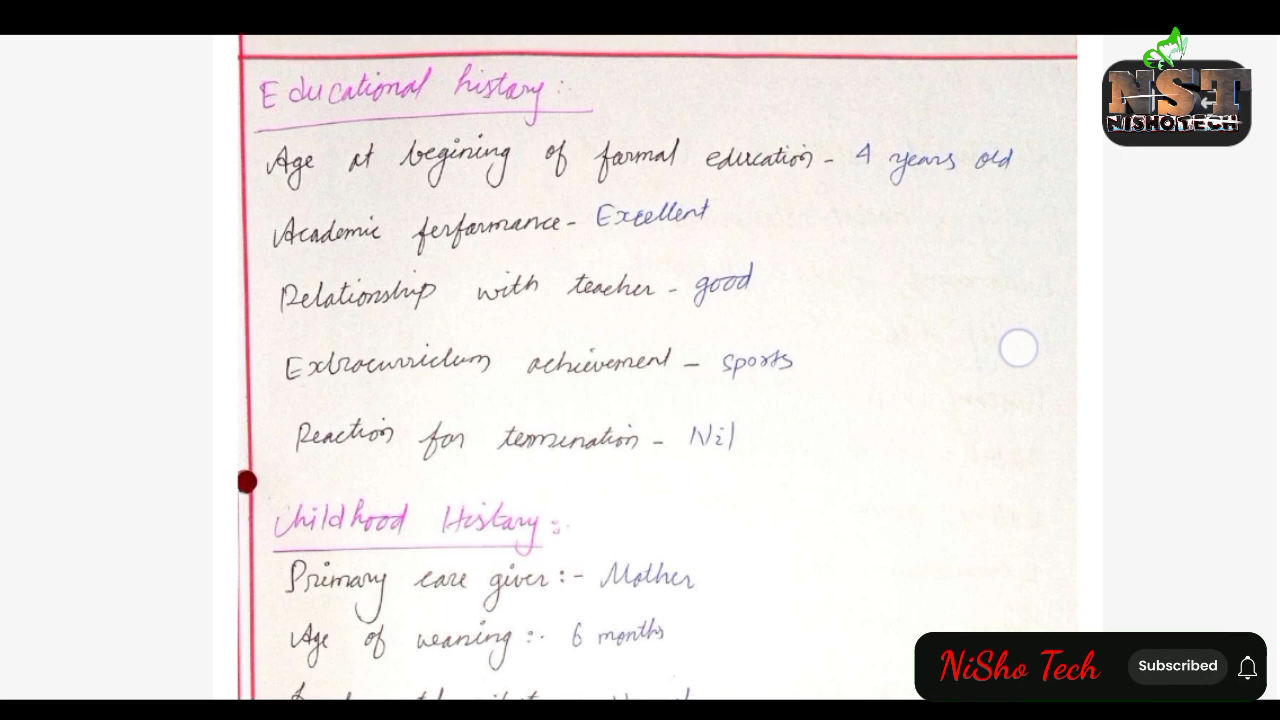 Educational history :
Age at begining of formal education - 4 years old
Academic performance - Excellent
Relationship with teacher - good
Extracurriculum achievement - sports
Reaction for termination - Nil
Childhood History :
Primary care giver :- Mother
Age of weaning :- 6 months
NST
NISHO TECH
NiSho Tech
Subscribed